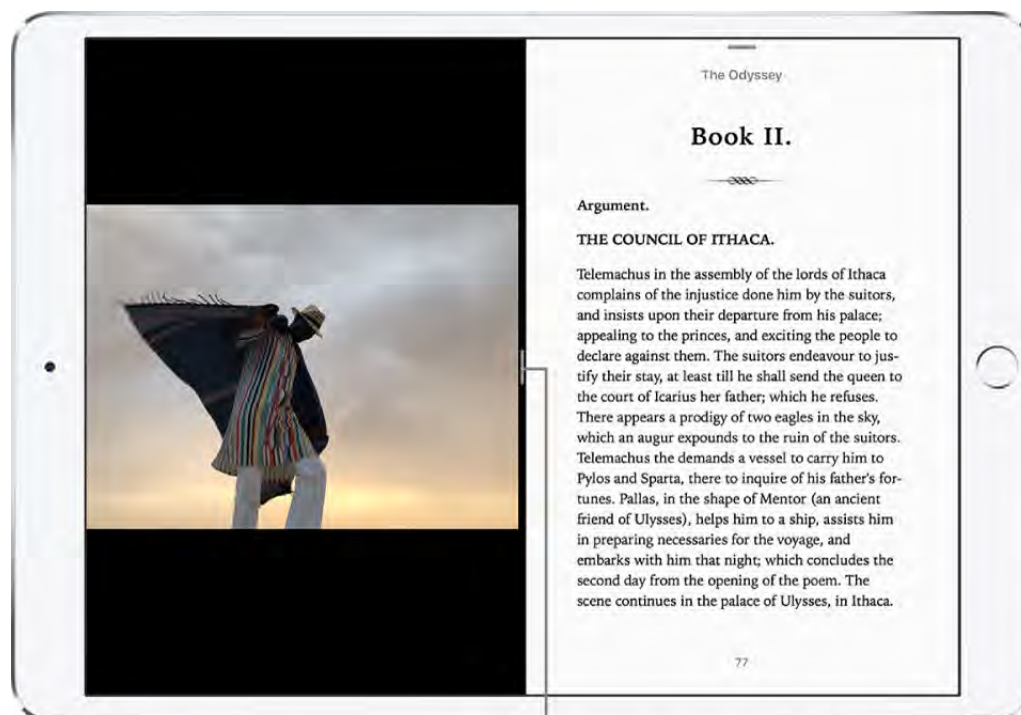 The Odyssey
Book II.
Argument.
THE COUNCIL OF ITHACA.
Telemachus in the assembly of the lords of Ithaca
complains of the injustice done him by the suitors,
and insists upon their departure from his palace;
appealing to the princes, and exciting the people to
declare against them. The suitors endeavour to jus-
tify their stay, at least till he shall send the queen to
the court of Icarius her father; which he refuses.
There appears a prodigy of two eagles in the sky,
which an augur expounds to the ruin of the suitors.
Telemachus the demands a vessel to carry him to
Pylos and Sparta, there to inquire of his father's for-
tunes. Pallas, in the shape of Mentor (an ancient
friend of Ulysses), helps him to a ship, assists him
in preparing necessaries for the voyage, and
embarks with him that night; which concludes the
second day from the opening of the poem. The
scene continues in the palace of Ulysses, in Ithaca.
77